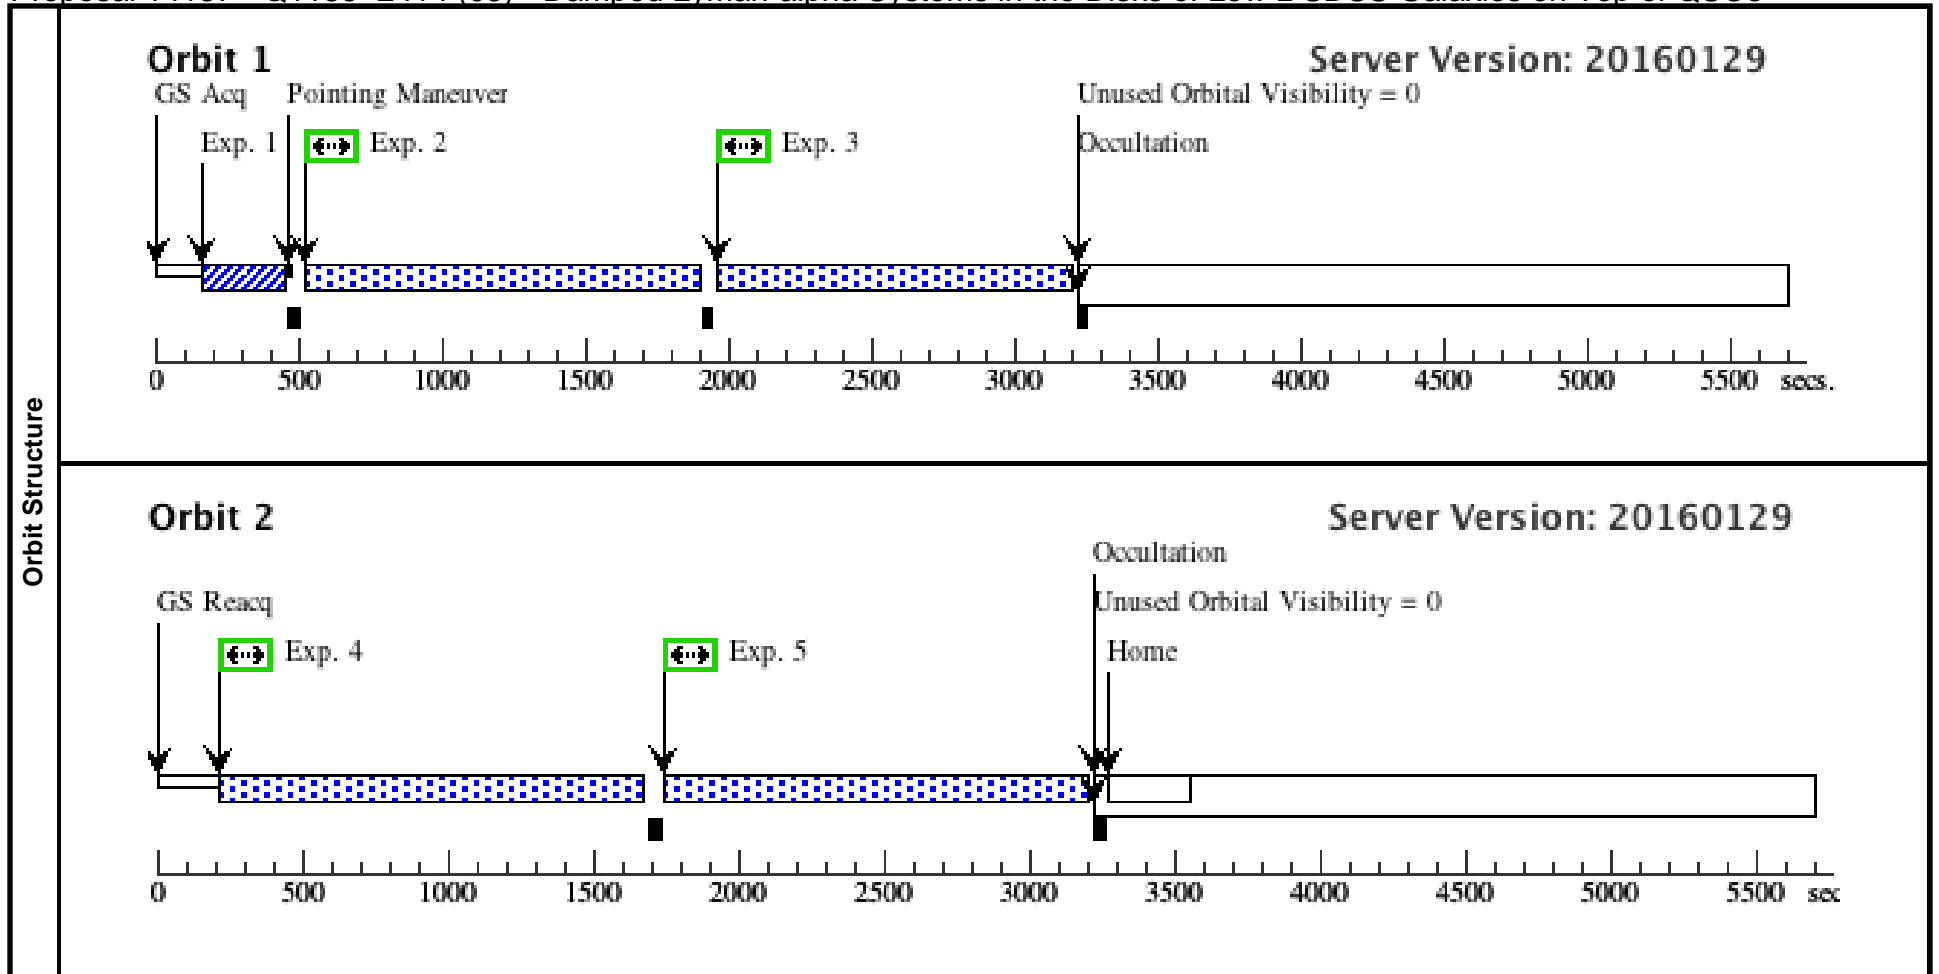 Orbit Structure
Orbit 1
Server Version: 20160129
GS Acq Pointing Maneuver Unused Orbital Visibility = 0
Exp. 1 Exp. 2 Exp. 3 Occultation
0 500 1000 1500 2000 2500 3000 3500 4000 4500 5000 5500 secs.
Orbit 2
Server Version: 20160129
Occultation
GS Reacq Unused Orbital Visibility = 0
Exp. 4 Exp. 5 Home
0 500 1000 1500 2000 2500 3000 3500 4000 4500 5000 5500 sec